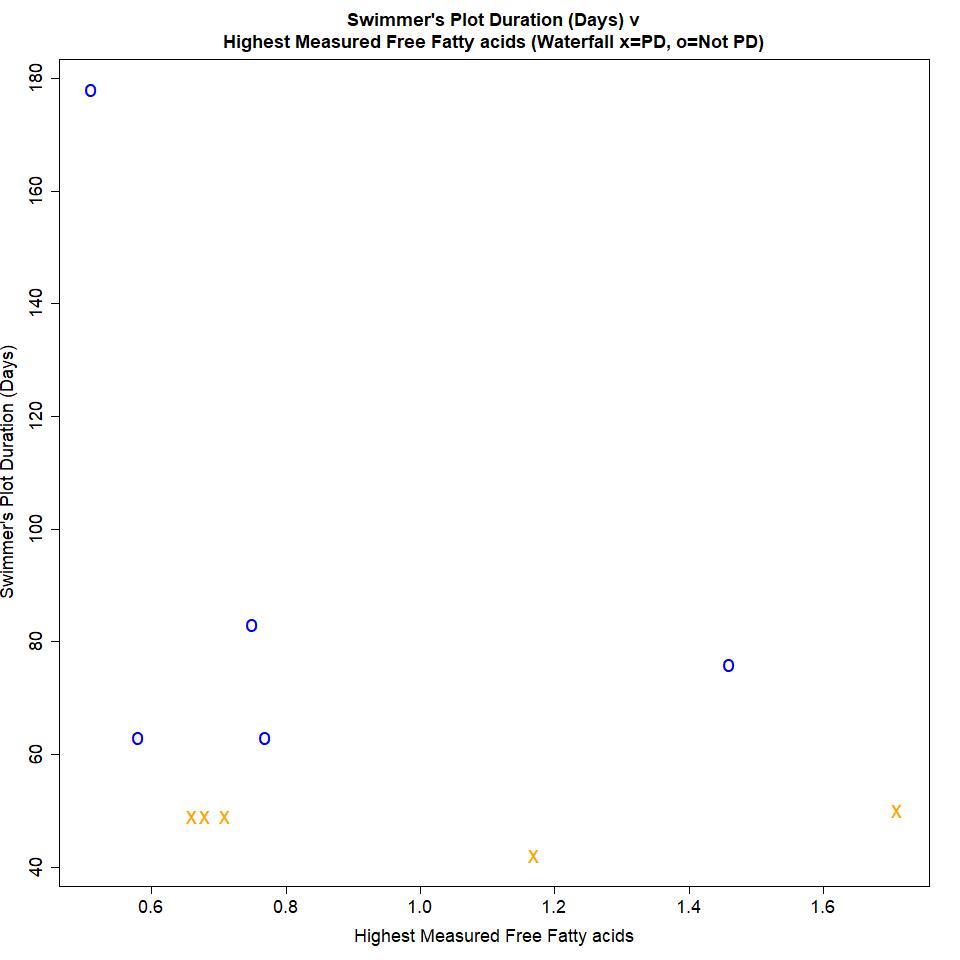 Swimmer's Plot Duration (Days) v
Highest Measured Free Fatty acids (Waterfall x=PD, o=Not PD)
Swimmer's Plot Duration (Days)
180
160
140
120
100
80
60
40
o
o
o
o
o
x x x
x
x
0.6 0.8 1.0 1.2 1.4 1.6
Highest Measured Free Fatty acids